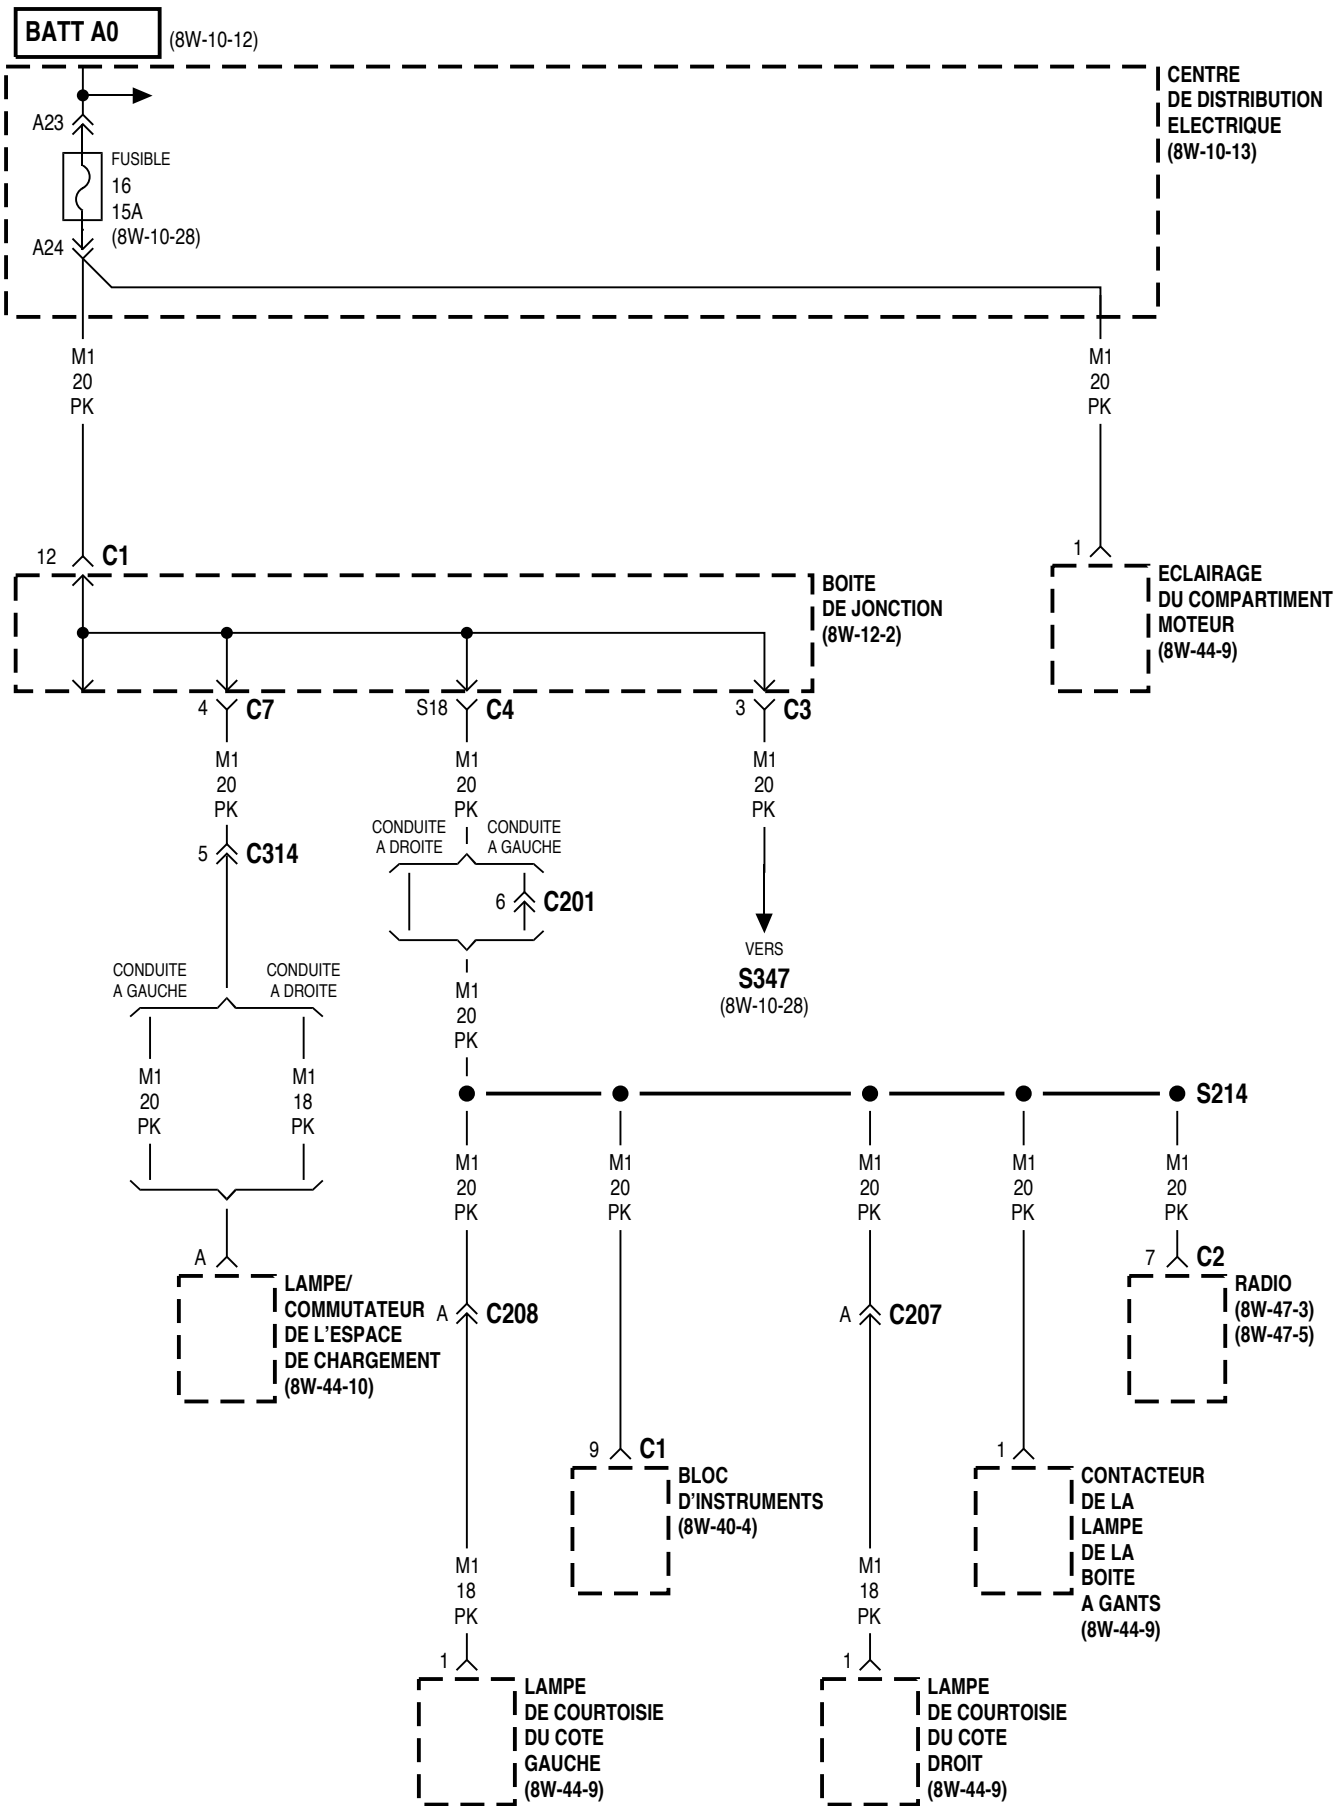 BATT A0
(8W-10-12)
CENTRE
DE DISTRIBUTION
ELECTRIQUE
(8W-10-13)
A23
FUSIBLE
16
15A
(8W-10-28)
A24
M1
20
PK
M1
20
PK
12
C1
BOITE
DE JONCTION
(8W-12-2)
1
ECLAIRAGE
DU COMPARTIMENT
MOTEUR
(8W-44-9)
4
C7
S18
C4
3
C3
M1
20
PK
M1
20
PK
M1
20
PK
CONDUITE
A DROITE
CONDUITE
A GAUCHE
5
C314
6
C201
VERS
S347
(8W-10-28)
CONDUITE
A GAUCHE
CONDUITE
A DROITE
M1
20
PK
M1
20
PK
M1
18
PK
S214
M1
20
PK
M1
20
PK
M1
20
PK
M1
20
PK
M1
20
PK
A
LAMPE/
COMMUTATEUR
DE L'ESPACE
DE CHARGEMENT
(8W-44-10)
A
C208
A
C207
7
C2
RADIO
(8W-47-3)
(8W-47-5)
9
C1
BLOC
D'INSTRUMENTS
(8W-40-4)
1
CONTACTEUR
DE LA
LAMPE
DE LA
BOITE
A GANTS
(8W-44-9)
M1
18
PK
M1
18
PK
1
LAMPE
DE COURTOISIE
DU COTE
GAUCHE
(8W-44-9)
1
LAMPE
DE COURTOISIE
DU COTE
DROIT
(8W-44-9)